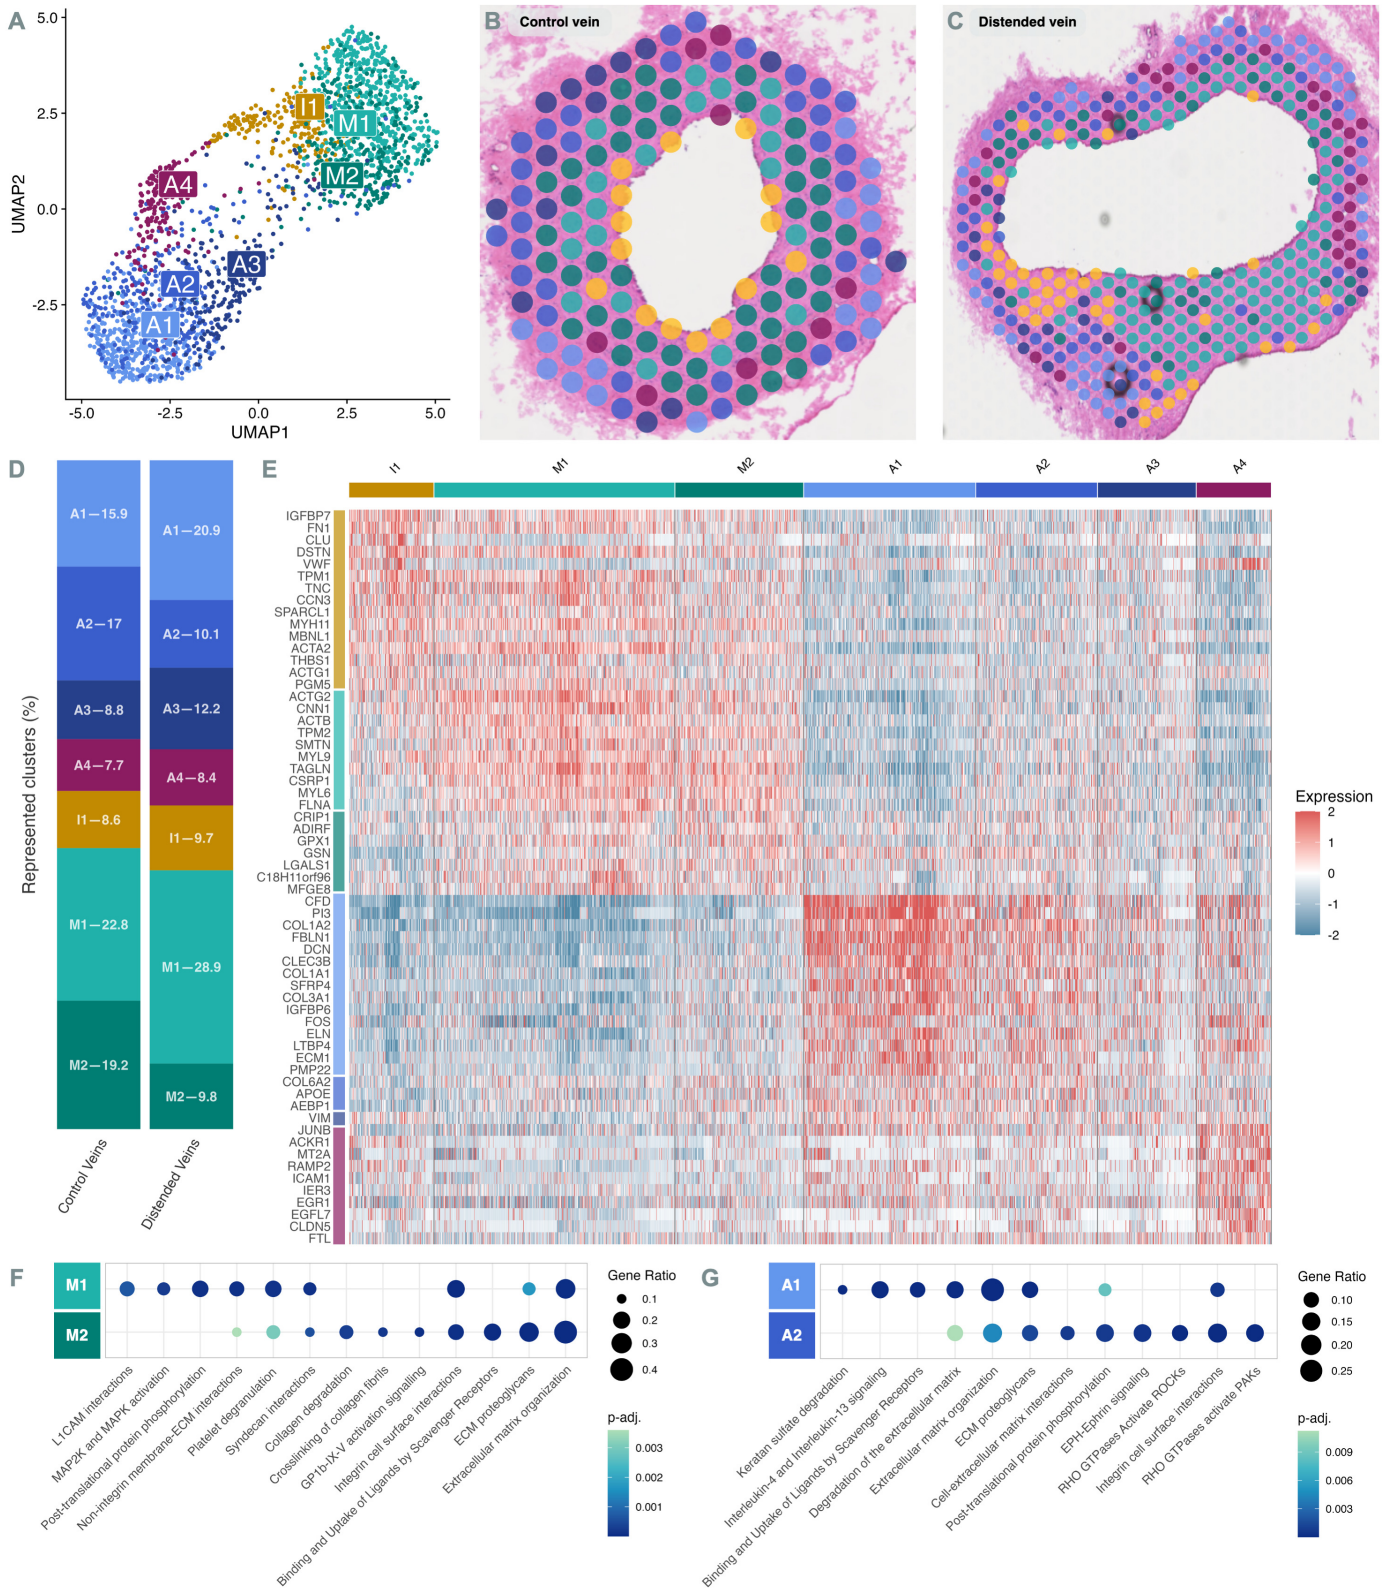 A
5.0
2.5
0.0
-2.5
UMAP2
-5.0
-2.5
0.0
2.5
5.0
UMAP1
I1
M1
M2
A4
A3
A2
A1
B
Control vein
C
Distended vein
D
Represented clusters (%)
A1—15.9
A2—17
A3—8.8
A4—7.7
I1—8.6
M1—22.8
M2—19.2
A1—20.9
A2—10.1
A3—12.2
A4—8.4
I1—9.7
M1—28.9
M2—9.8
Control Veins
Distended Veins
E
I1
M1
M2
A1
A2
A3
A4
IGFBP7
FN1
CLU
DSTN
VWF
TPM1
TNC
CCN3
SPARCL1
MYH11
MBNL1
ACTA2
THBS1
ACTG1
PGM5
ACTG2
CNN1
ACTB
TPM2
SMTN
MYL9
TAGLN
CSRP1
MYL6
FLNA
CRIP1
ADIRF
GPX1
GSN
LGALS1
C18H11orf96
MFGE8
CFD
PI3
COL1A2
FBLN1
DCN
CLEC3B
COL1A1
SFRP4
COL3A1
IGFBP6
FOS
ELN
LTBP4
ECM1
PMP22
COL6A2
APOE
AEBP1
VIM
JUNB
ACKR1
MT2A
RAMP2
ICAM1
IER3
EGR1
EGFL7
CLDN5
FTL
Expression
2
1
0
-1
-2
F
M1
M2
L1CAM interactions
MAP2K and MAPK activation
Post-translational protein phosphorylation
Non-integrin membrane-ECM interactions
Platelet degranulation
Syndecan interactions
Collagen degradation
Crosslinking of collagen fibrils
GP1b-IX-V activation signalling
Integrin cell surface interactions
Binding and Uptake of Ligands by Scavenger Receptors
ECM proteoglycans
Extracellular matrix organization
Gene Ratio
0.1
0.2
0.3
0.4
p-adj.
0.003
0.002
0.001
G
A1
A2
Keratan sulfate degradation
Interleukin-4 and Interleukin-13 signaling
Binding and Uptake of Ligands by Scavenger Receptors
Degradation of the extracellular matrix
Extracellular matrix organization
ECM proteoglycans
Cell-extracellular matrix interactions
Post-translational protein phosphorylation
EPH-Ephrin signaling
RHO GTPases Activate ROCKs
Integrin cell surface interactions
RHO GTPases activate PAKs
Gene Ratio
0.10
0.15
0.20
0.25
p-adj.
0.009
0.006
0.003